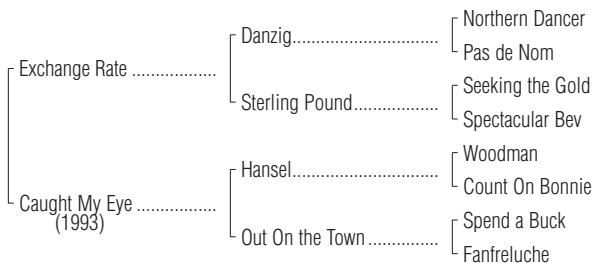 Northern Dancer
Danzig..............................
Pas de Nom
Exchange Rate .................
Seeking the Gold
Sterling Pound.................
Spectacular Bev
Woodman
Hansel..............................
Count On Bonnie
Caught My Eye ................
(1993)
Spend a Buck
Out On the Town ..............
Fanfreluche